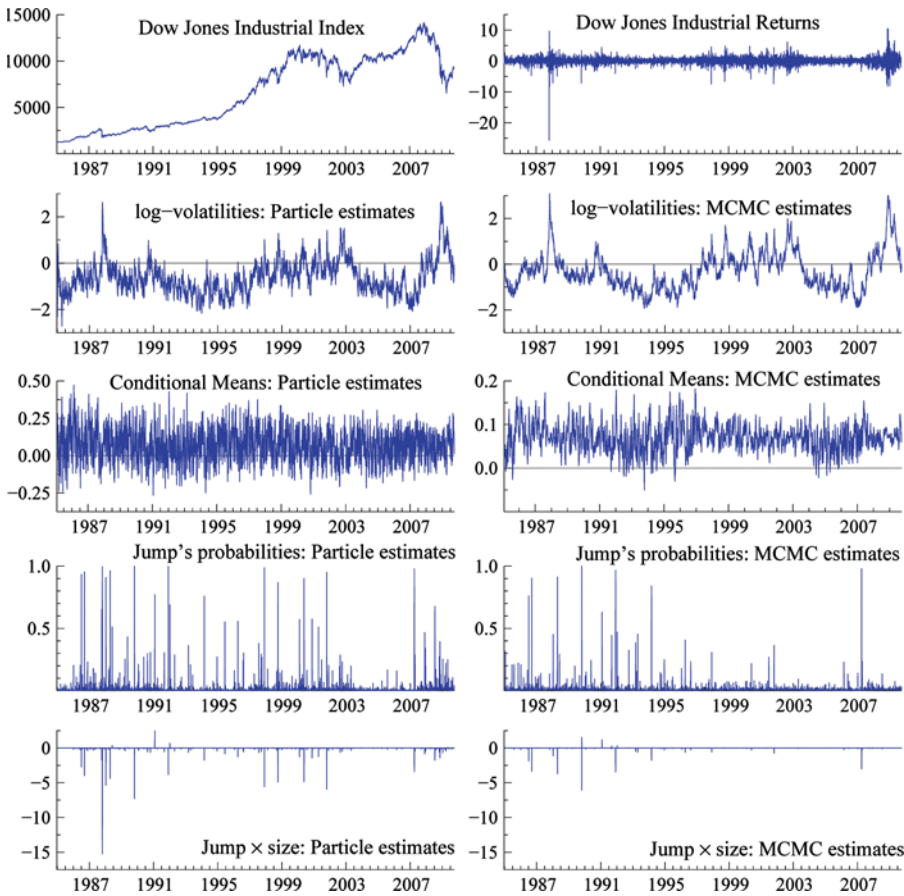 Dow Jones Industrial Index
15000
10000
5000
1987 1991 1995 1999 2003 2007
Dow Jones Industrial Returns
10
0
−10
−20
1987 1991 1995 1999 2003 2007
log−volatilities: Particle estimates
2
0
−2
1987 1991 1995 1999 2003 2007
log−volatilities: MCMC estimates
2
0
−2
1987 1991 1995 1999 2003 2007
Conditional Means: Particle estimates
0.50
0.25
0.00
−0.25
1987 1991 1995 1999 2003 2007
Conditional Means: MCMC estimates
0.2
0.1
0.0
1987 1991 1995 1999 2003 2007
Jump's probabilities: Particle estimates
1.0
0.5
1987 1991 1995 1999 2003 2007
Jump's probabilities: MCMC estimates
1.0
0.5
1987 1991 1995 1999 2003 2007
0
−5
−10
−15
Jump × size: Particle estimates
1987 1991 1995 1999 2003 2007
0
−5
−10
−15
Jump × size: MCMC estimates
1987 1991 1995 1999 2003 2007